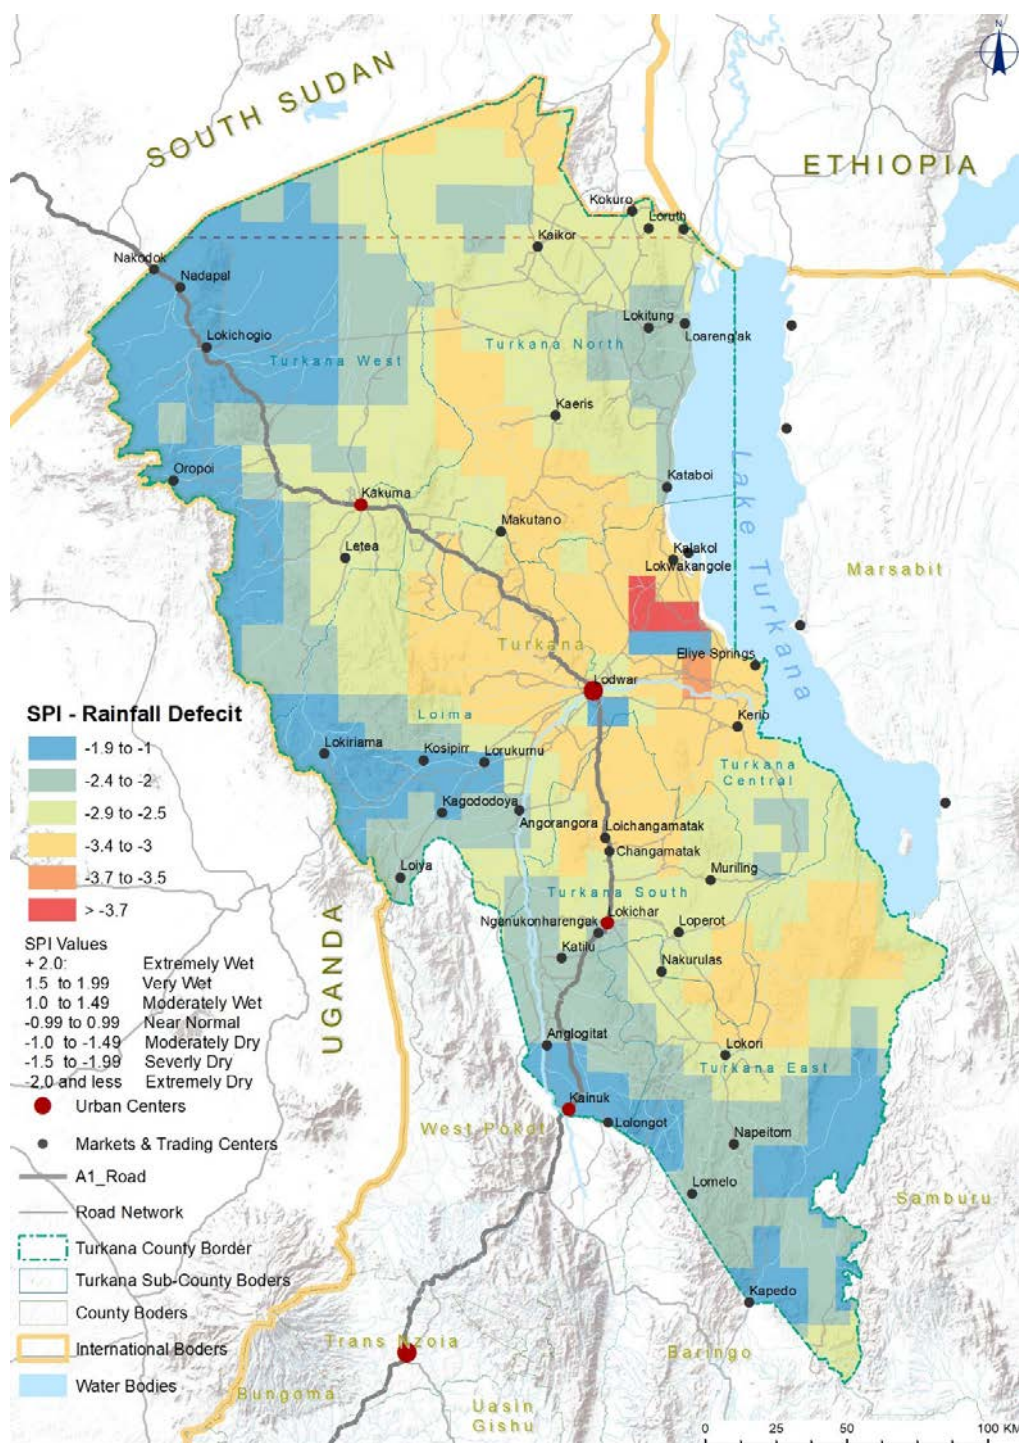 N
SOUTH SUDAN
ETHIOPIA
Kokuro
Loruth
Kaikor
Nakodok
Nadapal
Lokitung
Lokichogio
Turkana West
Turkana North
Loareng'ak
Kaeris
Oropoi
Kataboi
Kakuma
Makutano
Lake Turkana
Letea
Kalakol
Lokwakangole
Marsabit
Turkana
Eliye Springs
Lodwar
SPI - Rainfall Defecit
Loima
Kerio
-1.9 to -1
Lokiriama
Kosipirr
Lorukumu
Turkana
Central
-2.4 to -2
Kagododoya
Angorangora
-2.9 to -2.5
Loichangamatak
-3.4 to -3
Changamatak
Loiya
Murilling
-3.7 to -3.5
Turkana South
> -3.7
Nganukonharengak
Lokichar
Loperot
UGANDA
SPI Values
Katilu
+ 2.0: Extremely Wet
Nakurulas
1.5 to 1.99 Very Wet
1.0 to 1.49 Moderately Wet
-0.99 to 0.99 Near Normal
Anglogitat
-1.0 to -1.49 Moderately Dry
Lokori
-1.5 to -1.99 Severly Dry
Turkana East
-2.0 and less Extremely Dry
Urban Centers
Kainuk
West Pokot
Lolongot
Markets & Trading Centers
Napeitom
A1_Road
Lomelo
Samburu
Road Network
Turkana County Border
Turkana Sub-County Boders
Kapedo
County Boders
Trans Nzoia
International Boders
Baringo
Water Bodies
Bungoma
Uasin
Gishu
0 25 50 100 KM